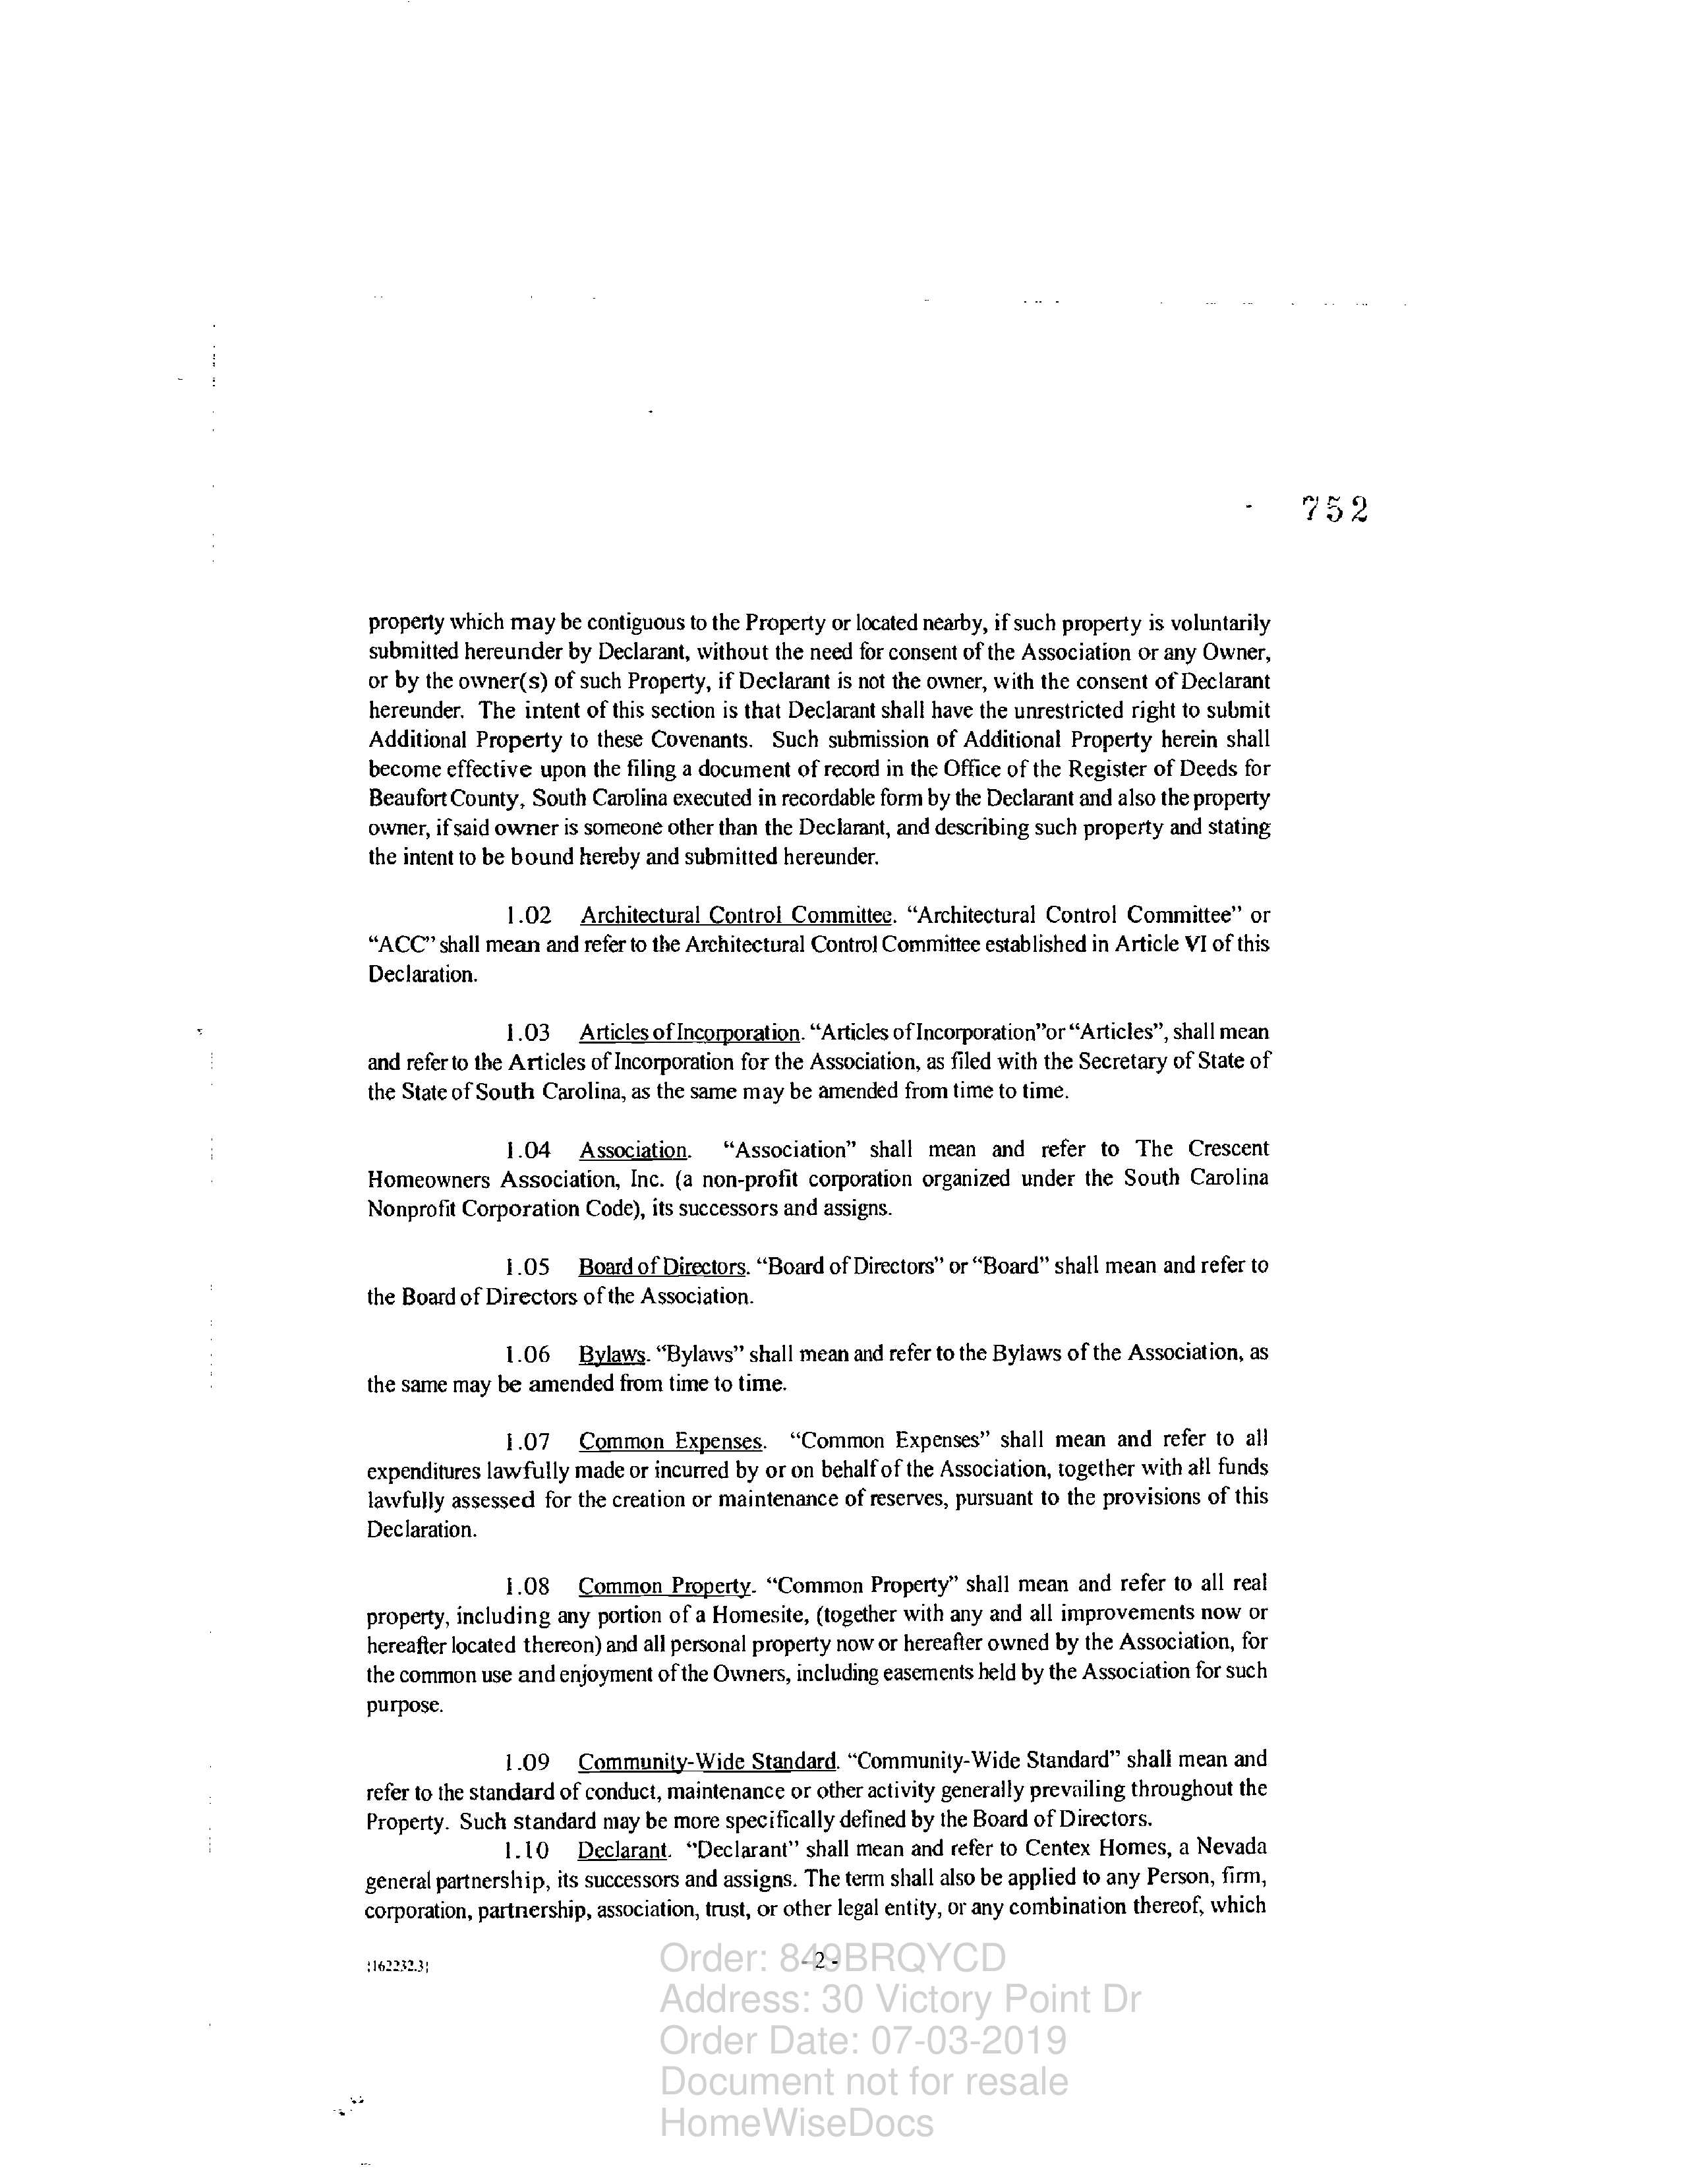 752
property which may be contiguous to the Property or located nearby, if such property is voluntarily
submitted hereunder by Declarant, without the need for consent of the Association or any Owner,
or by the owner(s) of such Property, if Declarant is not the owner, with the consent of Declarant
hereunder. The intent of this section is that Declarant shall have the unrestricted right to submit
Additional Property to these Covenants. Such submission of Additional Property herein shall
become effective upon the filing a document of record in the Office of the Register of Deeds for
Beaufort County, South Carolina executed in recordable form by the Declarant and also the property
owner, if said owner is someone other than the Declarant, and describing such property and stating
the intent to be bound hereby and submitted hereunder.
1.02 Architectural Control Committee. “Architectural Control Committee” or
“ACC” shall mean and refer to the Architectural Control Committee established in Article VI of this
Declaration.
1.03 Articles of Incorporation. “Articles of Incorporation”or “Articles”, shall mean
and refer to the Articles of Incorporation for the Association, as filed with the Secretary of State of
the State of South Carolina, as the same may be amended from time to time.
1.04 Association. “Association” shall mean and refer to The Crescent
Homeowners Association, Inc. (a non-profit corporation organized under the South Carolina
Nonprofit Corporation Code), its successors and assigns.
1.05 Board of Directors. “Board of Directors” or “Board” shall mean and refer to
the Board of Directors of the Association.
1.06 Bylaws. “Bylaws” shall mean and refer to the Bylaws of the Association, as
the same may be amended from time to time.
1.07 Common Expenses. “Common Expenses” shall mean and refer to all
expenditures lawfully made or incurred by or on behalf of the Association, together with all funds
lawfully assessed for the creation or maintenance of reserves, pursuant to the provisions of this
Declaration.
1.08 Common Property. “Common Property” shall mean and refer to all real
property, including any portion of a Homesite, (together with any and all improvements now or
hereafter located thereon) and all personal property now or hereafter owned by the Association, for
the common use and enjoyment of the Owners, including easements held by the Association for such
purpose.
1.09 Community-Wide Standard. “Community-Wide Standard” shall mean and
refer to the standard of conduct, maintenance or other activity generally prevailing throughout the
Property. Such standard may be more specifically defined by the Board of Directors.
1.10 Declarant. “Declarant” shall mean and refer to Centex Homes, a Nevada
general partnership, its successors and assigns. The term shall also be applied to any Person, firm,
corporation, partnership, association, trust, or other legal entity, or any combination thereof, which
{162232.3}
-2-
Order: 849BRQYCD
Address: 30 Victory Point Dr
Order Date: 07-03-2019
Document not for resale
HomeWiseDocs